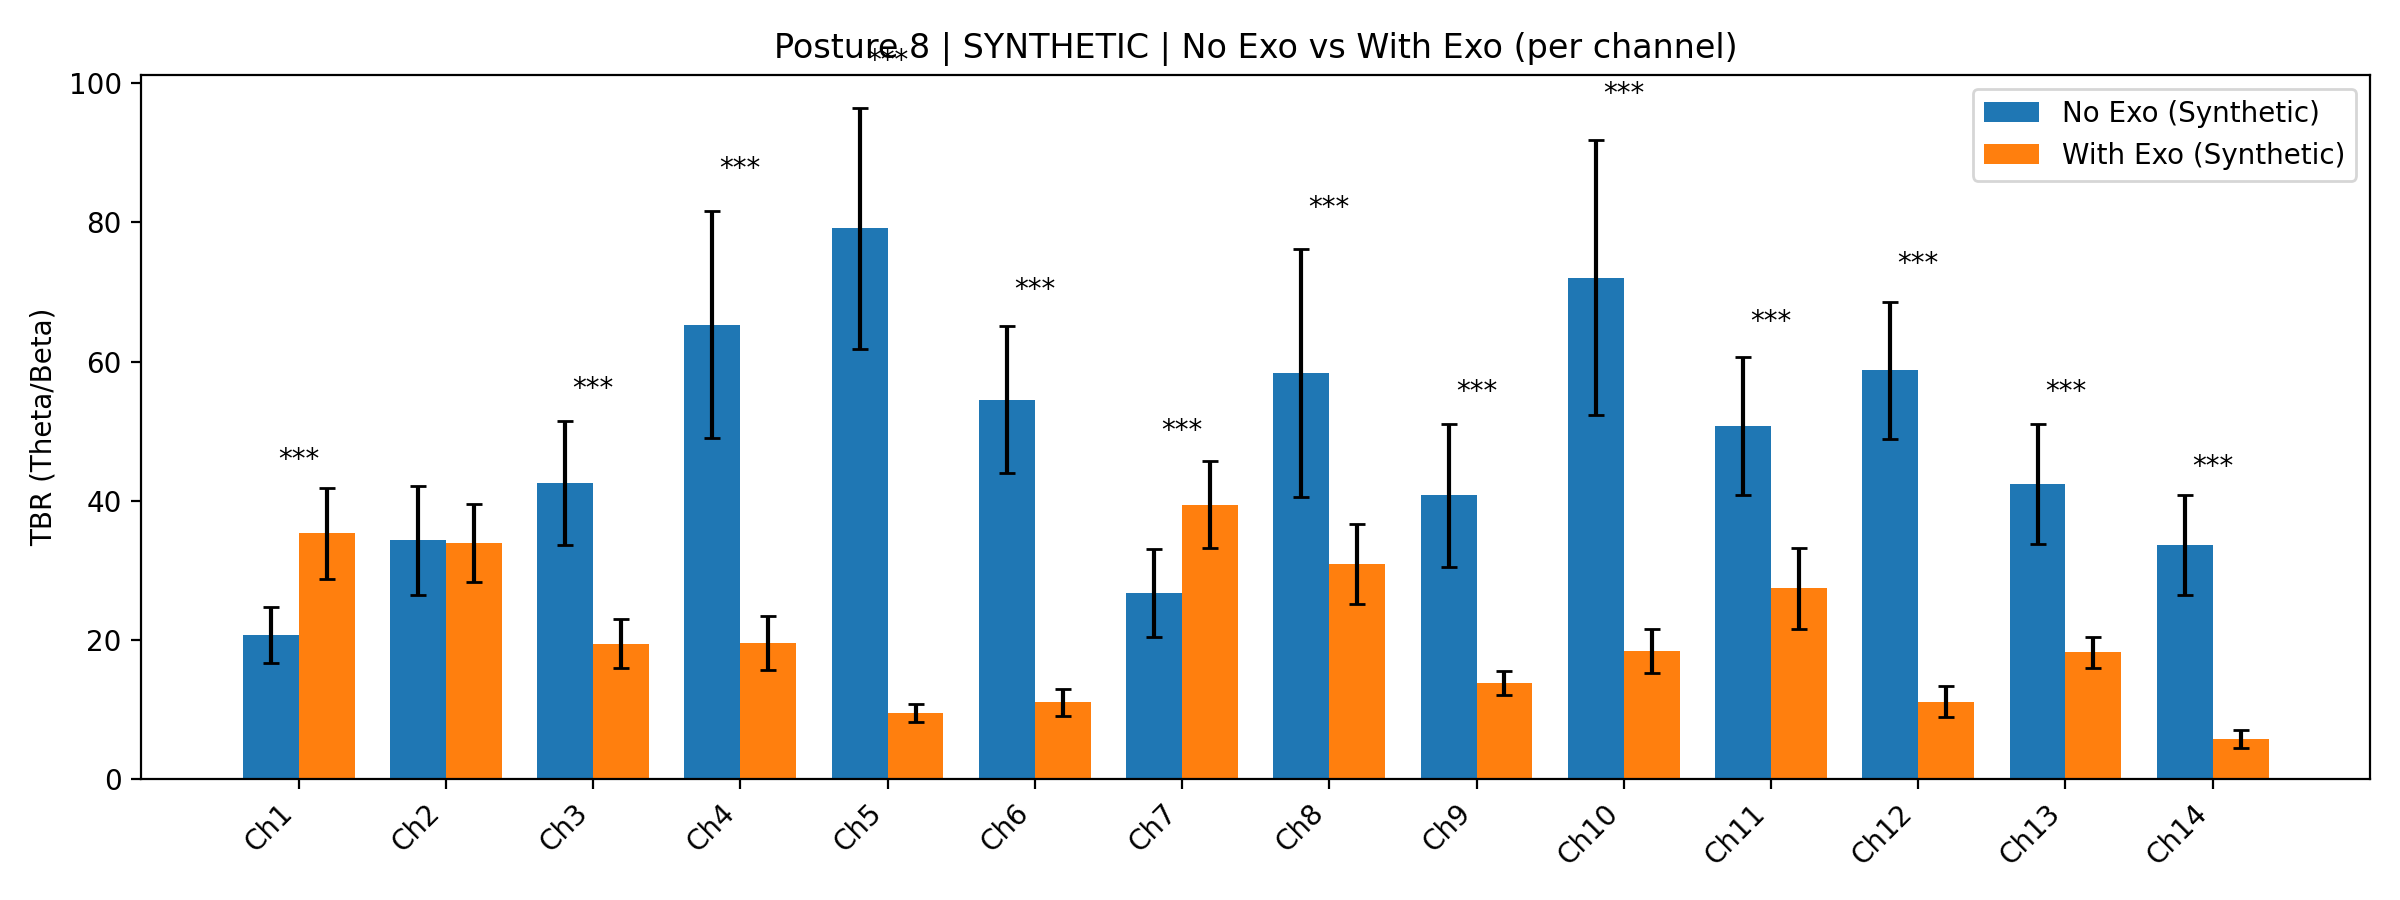 Posture 8 | SYNTHETIC | No Exo vs With Exo (per channel)
***
100
80
60
40
20
0
TBR (Theta/Beta)
No Exo (Synthetic)
With Exo (Synthetic)
***
***
***
***
***
***
***
***
***
***
***
***
Ch1
Ch2
Ch3
Ch4
Ch5
Ch6
Ch7
Ch8
Ch9
Ch10
Ch11
Ch12
Ch13
Ch14